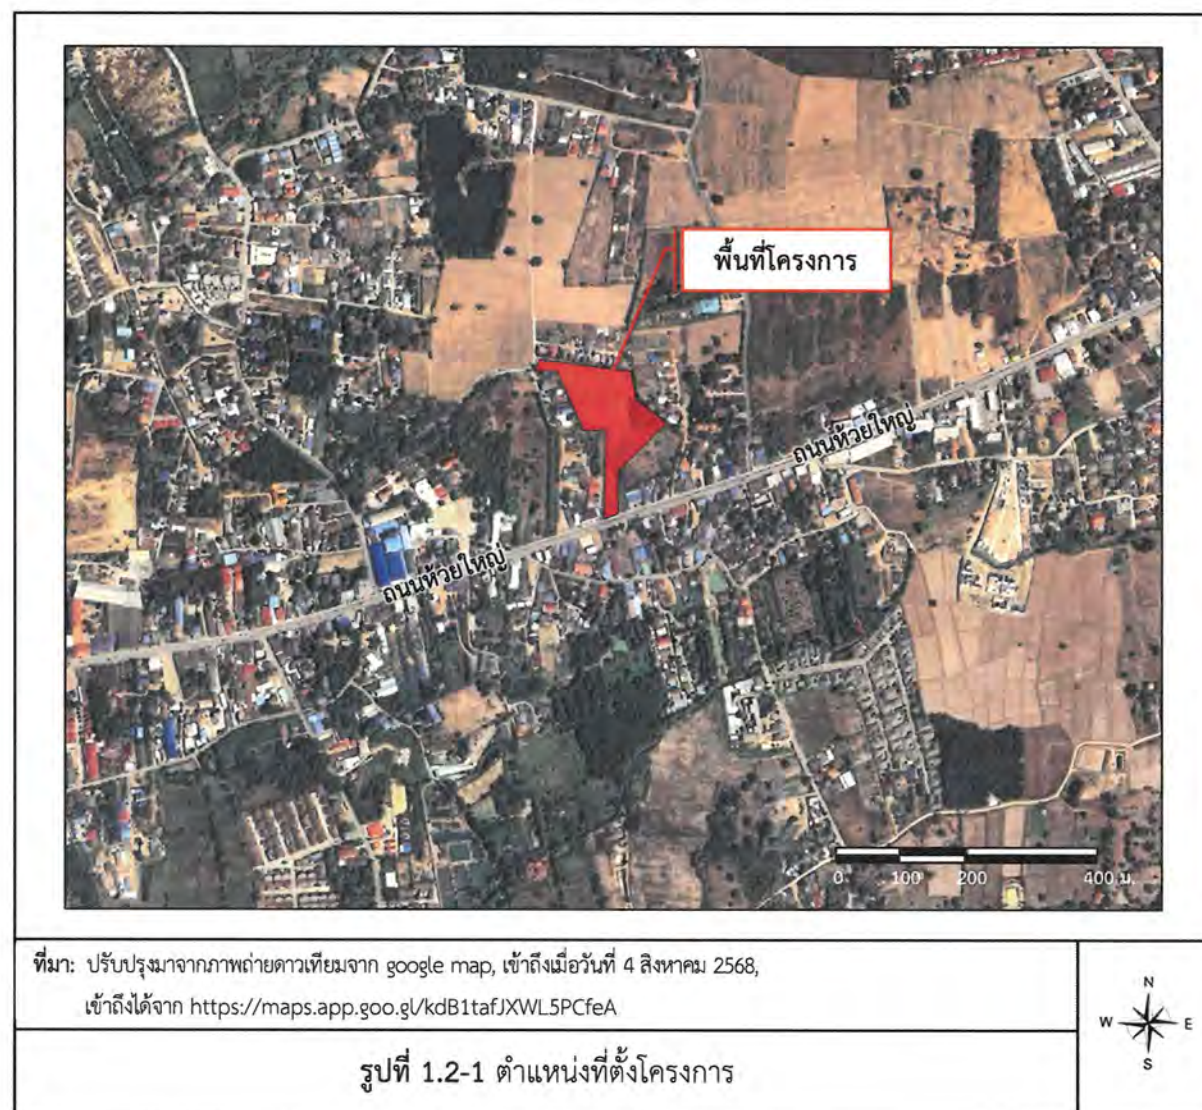 พื้นที่โครงการ
ถนนห้วยใหญ่
ถนนห้วยใหญ่
0 100 200 400 ม.
ที่มา: ปรับปรุงมาจากภาพถ่ายดาวเทียมจาก google map, เข้าถึงเมื่อวันที่ 4 สิงหาคม 2568,
เข้าถึงได้จาก https://maps.app.goo.gl/kdB1tafJXWL5PCfeA
N
W E
S
รูปที่ 1.2-1 ตำแหน่งที่ตั้งโครงการ